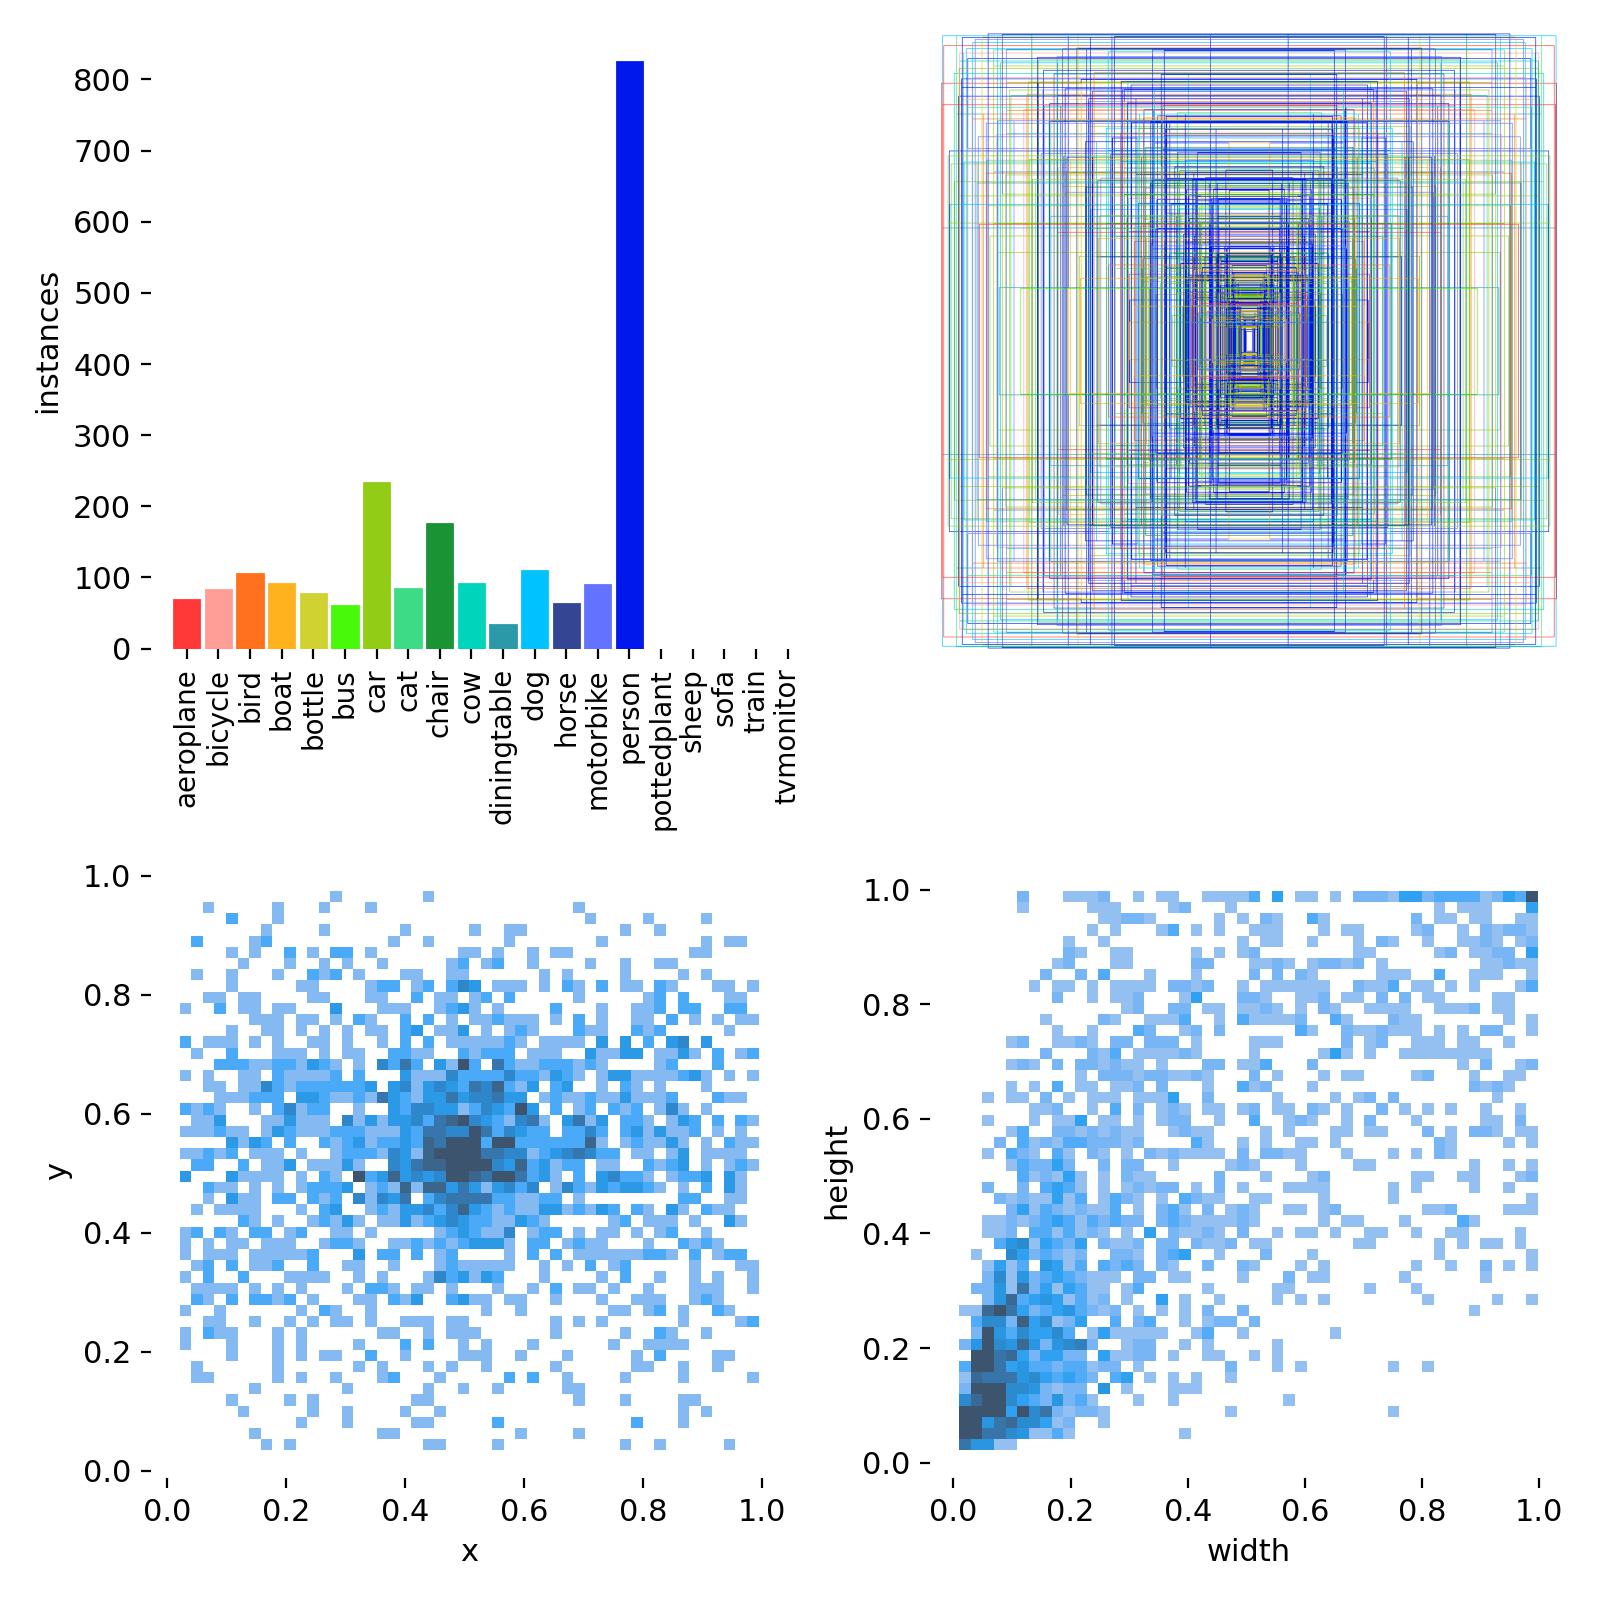 800
700
600
500
400
300
200
100
0
instances
aeroplane
bicycle
bird
boat
bottle
bus
car
cat
chair
cow
diningtable
dog
horse
motorbike
person
pottedplant
sheep
sofa
train
tvmonitor
1.0
0.8
0.6
0.4
0.2
0.0
y
0.0 0.2 0.4 0.6 0.8 1.0
x
1.0
0.8
0.6
0.4
0.2
0.0
height
0.0 0.2 0.4 0.6 0.8 1.0
width